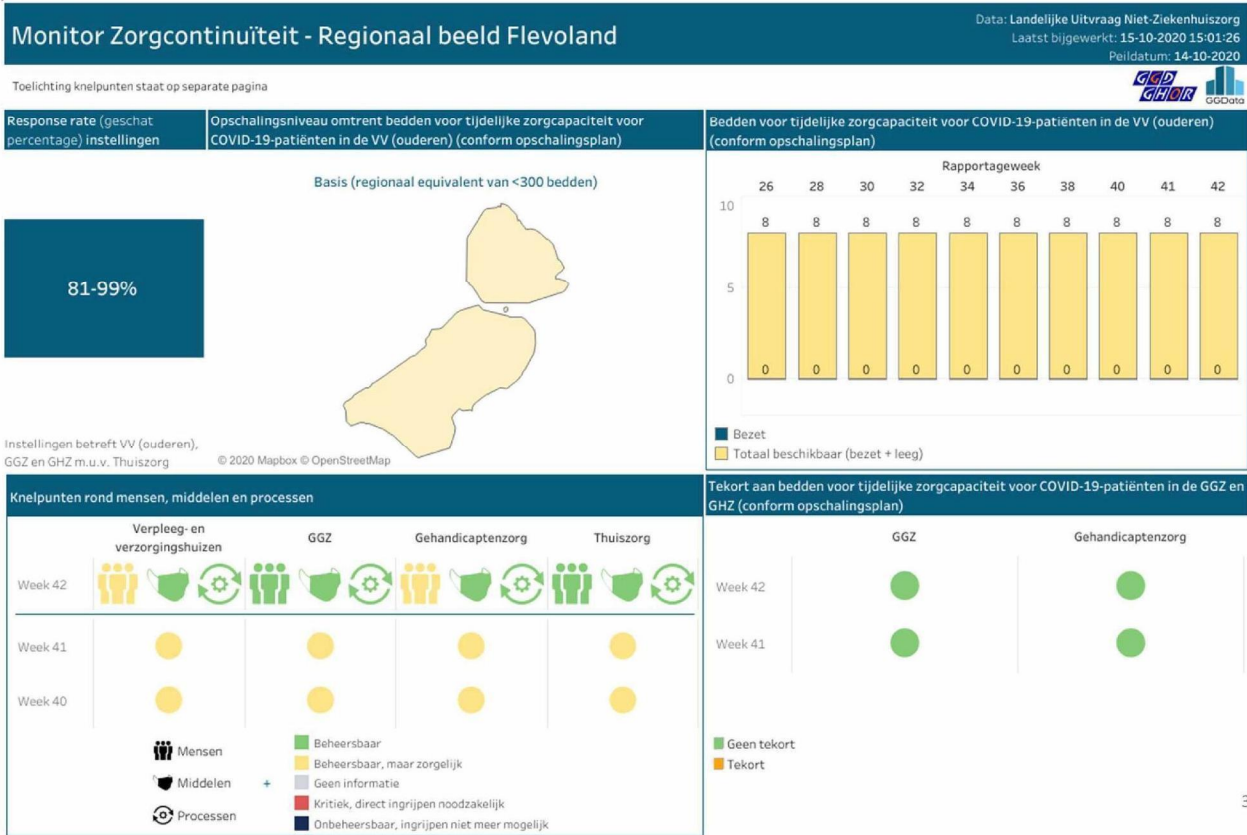 Monitor Zorgcontinuïteit - Regionaal beeld Flevoland
Data: Landelijke Uitvraag Niet-Ziekenhuiszorg
Laatst bijgewerkt: 15-10-2020 15:01:26
Peildatum: 14-10-2020
Toelichting knelpunten staat op separate pagina
GGD
GHOR
GGData
Response rate (geschat
percentage) instellingen
81-99%
Instellingen betreft VV (ouderen),
GGZ en GHZ m.u.v. Thuiszorg
Opschalingsniveau omtrent bedden voor tijdelijke zorgcapaciteit voor
COVID-19-patiënten in de VV (ouderen) (conform opschalingsplan)
Basis (regionaal equivalent van <300 bedden)
© 2020 Mapbox © OpenStreetMap
Bedden voor tijdelijke zorgcapaciteit voor COVID-19-patiënten in de VV (ouderen)
(conform opschalingsplan)
Rapportageweek
26 28 30 32 34 36 38 40 41 42
10
8 8 8 8 8 8 8 8 8 8
5
0 0 0 0 0 0 0 0 0 0
0
Bezet
Totaal beschikbaar (bezet + leeg)
Knelpunten rond mensen, middelen en processen
Verpleeg- en
verzorgingshuizen
GGZ
Gehandicaptenzorg
Thuiszorg
Week 42
Week 41
Week 40
Mensen
Middelen
Processen
+
Beheersbaar
Beheersbaar, maar zorgelijk
Geen informatie
Kritiek, direct ingrijpen noodzakelijk
Onbeheersbaar, ingrijpen niet meer mogelijk
Tekort aan bedden voor tijdelijke zorgcapaciteit voor COVID-19-patiënten in de GGZ en
GHZ (conform opschalingsplan)
GGZ
Gehandicaptenzorg
Week 42
Week 41
Geen tekort
Tekort
3